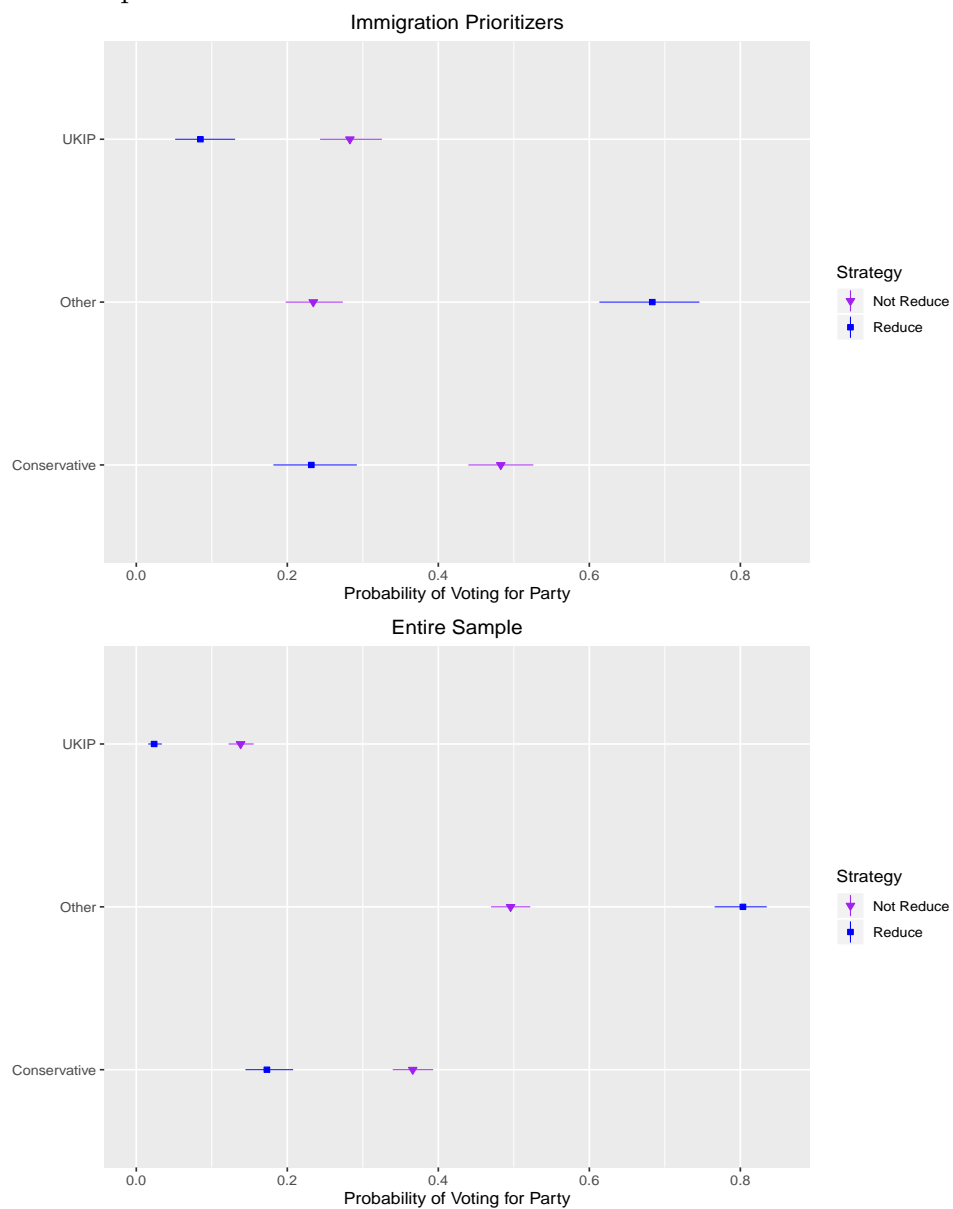 Immigration Prioritizers
UKIP
Other
Conservative
0.0 0.2 0.4 0.6 0.8
Probability of Voting for Party
Strategy
Not Reduce
Reduce
Entire Sample
UKIP
Other
Conservative
0.0 0.2 0.4 0.6 0.8
Probability of Voting for Party
Strategy
Not Reduce
Reduce